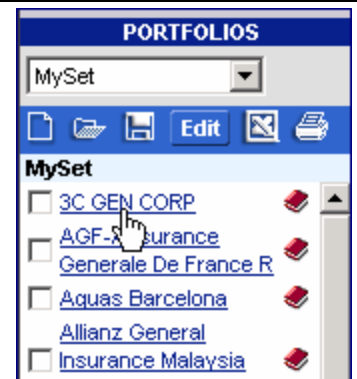 PORTFOLIOS
MySet
Edit
MySet
3C GEN CORP
AGF-
Generale De France R
Aquas Barcelona
Allianz General
Insurance Malaysia